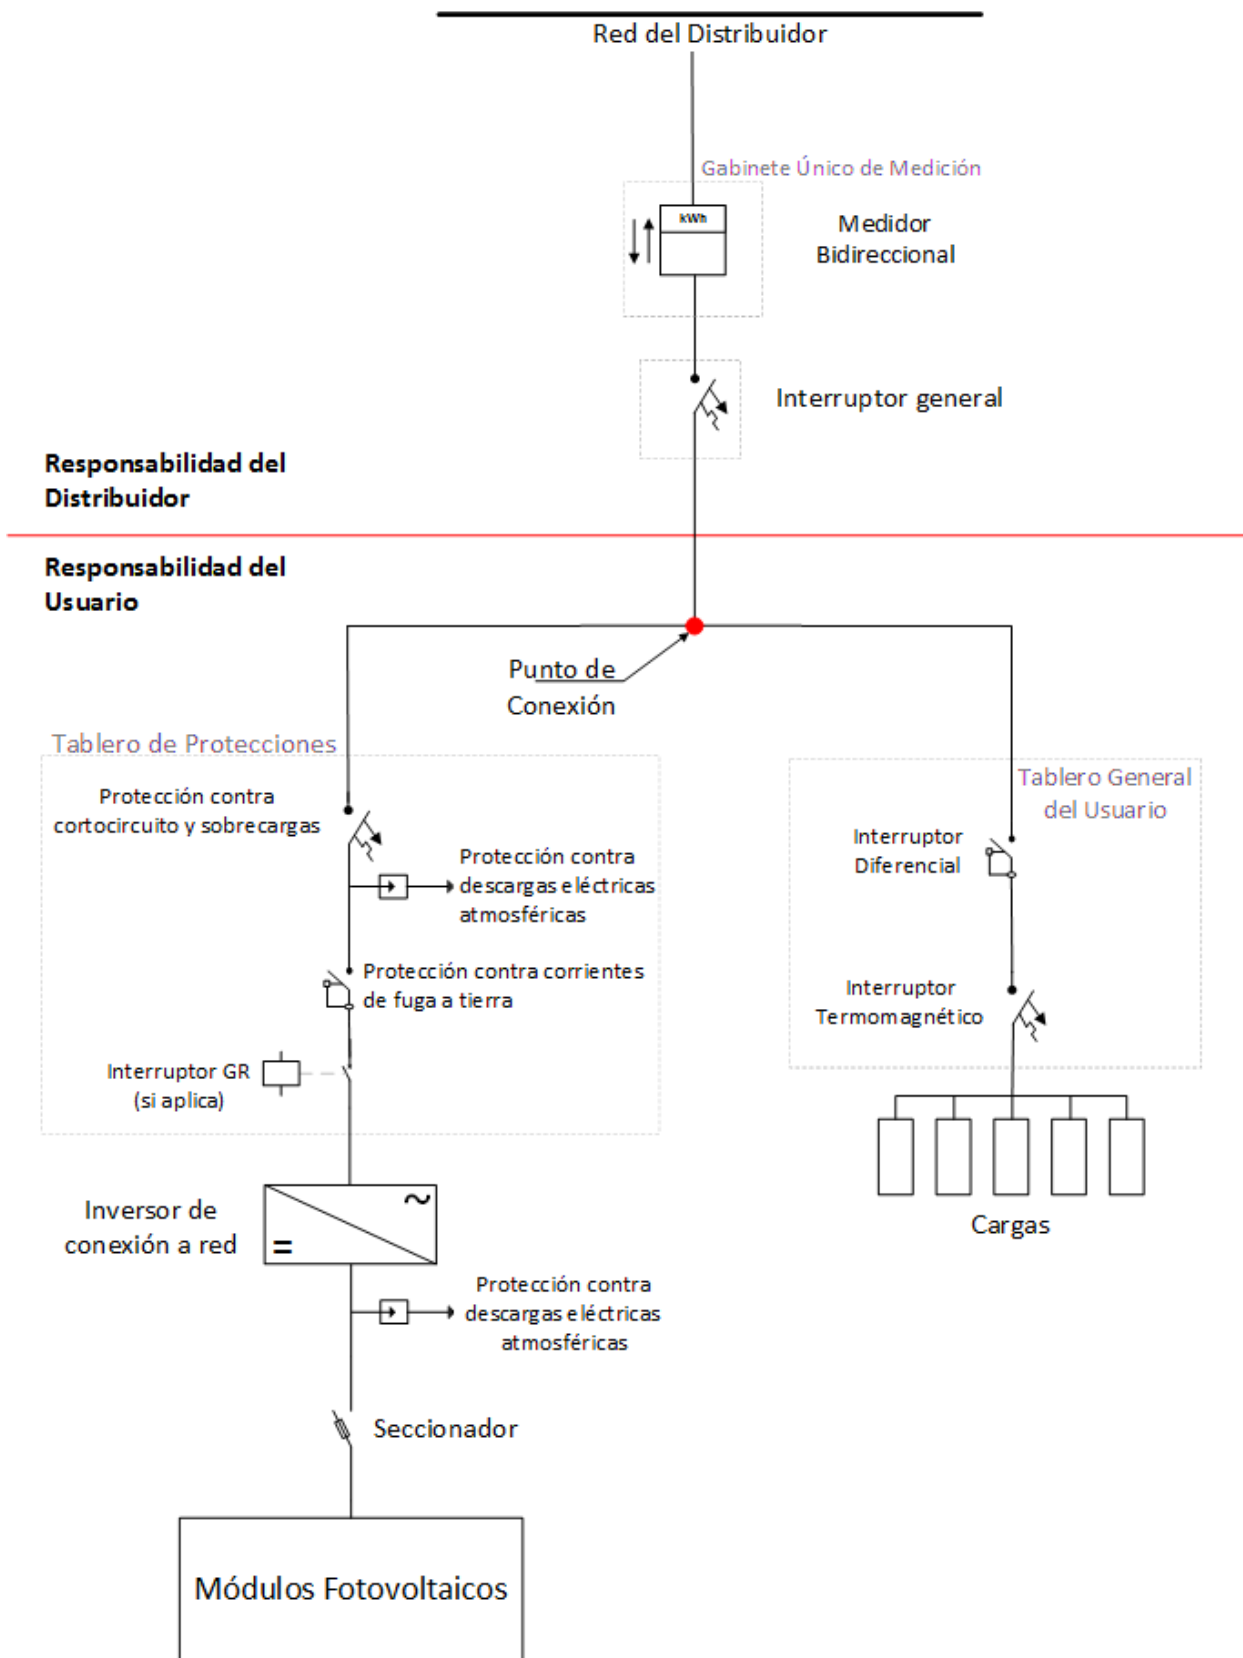 Red del Distribuidor
Gabinete Único de Medición
kWh
Medidor
Bidireccional
Interruptor general
Responsabilidad del
Distribuidor
Responsabilidad del
Usuario
Punto de
Conexión
Tablero de Protecciones
Protección contra
cortocircuito y sobrecargas
Protección contra
descargas eléctricas
atmosféricas
Protección contra corrientes
de fuga a tierra
Interruptor GR
(si aplica)
Tablero General
del Usuario
Interruptor
Diferencial
Interruptor
Termomagnético
Cargas
Inversor de
conexión a red
Protección contra
descargas eléctricas
atmosféricas
Seccionador
Módulos Fotovoltaicos